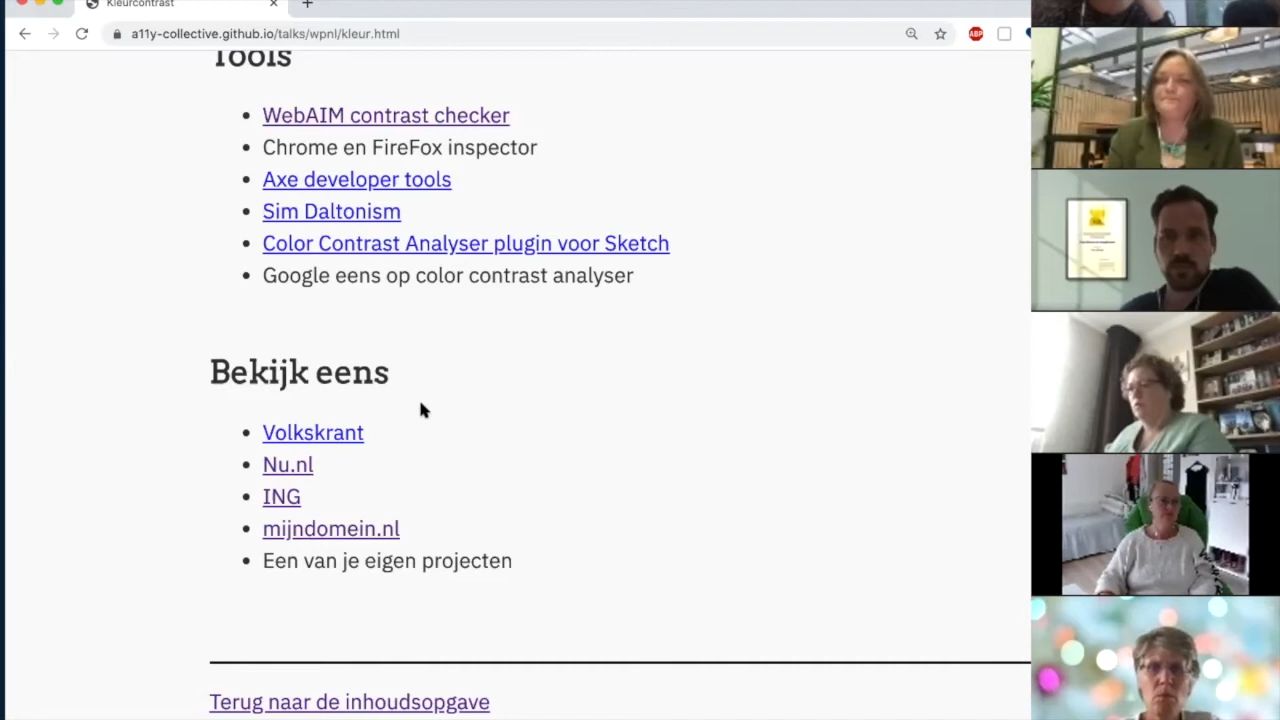 Kleurcontrast
a11y-collective.github.io/talks/wpnl/kleur.html
ABP
Tools
WebAIM contrast checker
Chrome en FireFox inspector
Axe developer tools
Sim Daltonism
Color Contrast Analyser plugin voor Sketch
Google eens op color contrast analyser
Bekijk eens
Volkskrant
Nu.nl
ING
mijndomein.nl
Een van je eigen projecten
Terug naar de inhoudsopgave